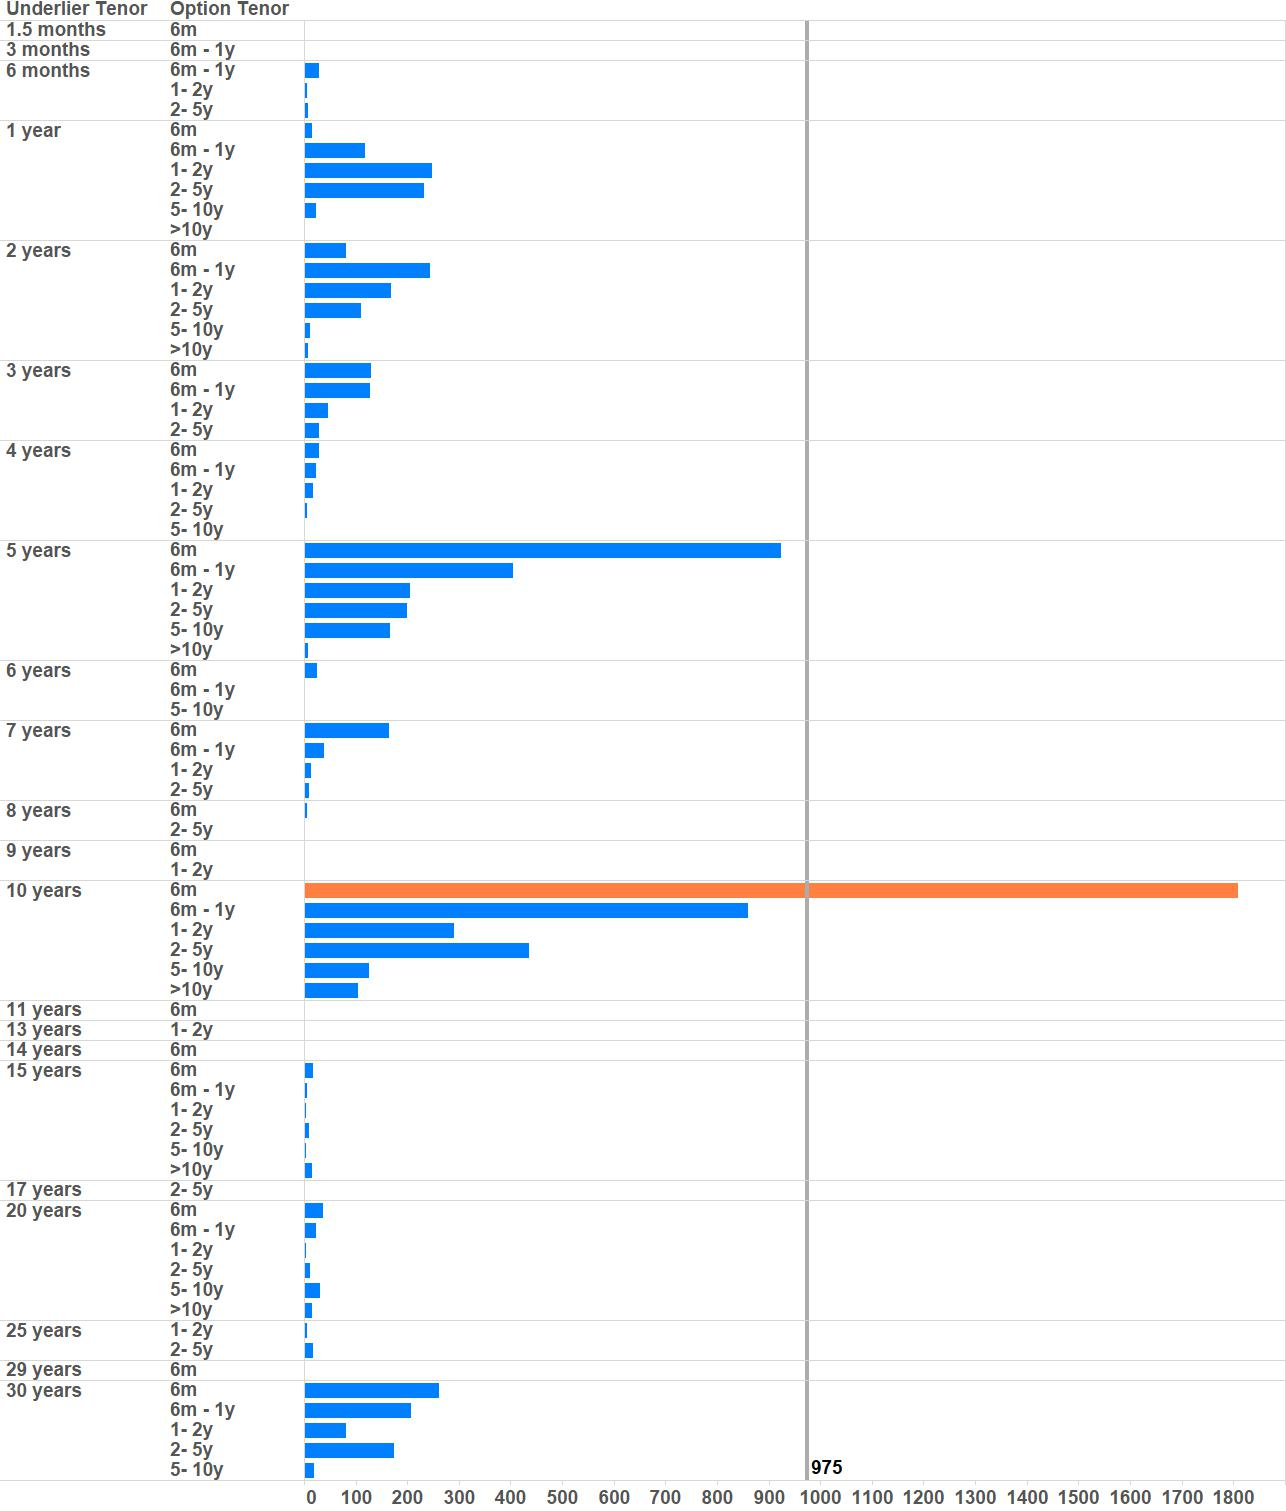 Underlier Tenor Option Tenor
1.5 months 6m
3 months 6m - 1y
6 months 6m - 1y
1- 2y
2- 5y
1 year 6m
6m - 1y
1- 2y
2- 5y
5- 10y
>10y
2 years 6m
6m - 1y
1- 2y
2- 5y
5- 10y
>10y
3 years 6m
6m - 1y
1- 2y
2- 5y
4 years 6m
6m - 1y
1- 2y
2- 5y
5- 10y
5 years 6m
6m - 1y
1- 2y
2- 5y
5- 10y
>10y
6 years 6m
6m - 1y
5- 10y
7 years 6m
6m - 1y
1- 2y
2- 5y
8 years 6m
2- 5y
9 years 6m
1- 2y
10 years 6m
6m - 1y
1- 2y
2- 5y
5- 10y
>10y
11 years 6m
13 years 1- 2y
14 years 6m
15 years 6m
6m - 1y
1- 2y
2- 5y
5- 10y
>10y
17 years 2- 5y
20 years 6m
6m - 1y
1- 2y
2- 5y
5- 10y
>10y
25 years 1- 2y
2- 5y
29 years 6m
30 years 6m
6m - 1y
1- 2y
2- 5y
5- 10y 975
0 100 200 300 400 500 600 700 800 900 1000 1100 1200 1300 1400 1500 1600 1700 1800